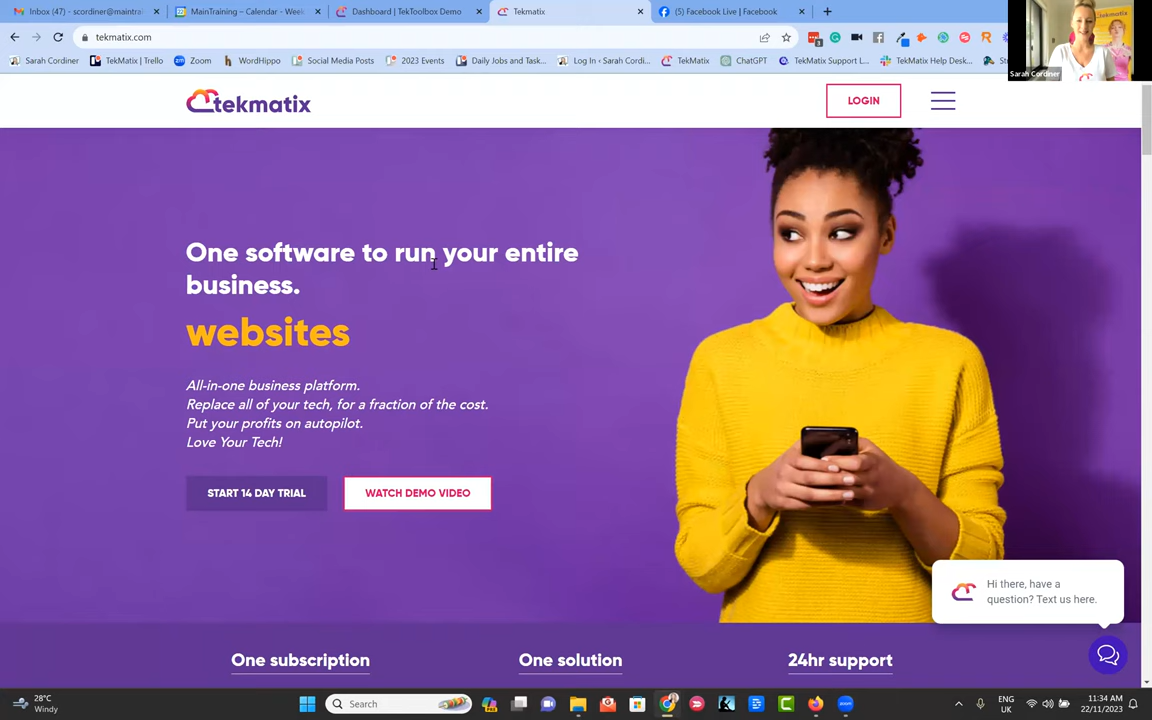 Inbox (47) - scordiner@maintrai
MainTraining - Calendar - Week
Dashboard | TekToolbox Demo
Tekmatix
(5) Facebook Live | Facebook
tekmatix.com
Sarah Cordiner
TekMatix | Trello
Zoom
WordHippo
Social Media Posts
2023 Events
Daily Jobs and Task...
Log In ‹ Sarah Cordi...
TekMatix
ChatGPT
TekMatix Support L...
TekMatix Help Desk...
Sarah Cordiner
tekmatix
LOGIN
One software to run your entire
business.
websites
All-in-one business platform.
Replace all of your tech, for a fraction of the cost.
Put your profits on autopilot.
Love Your Tech!
START 14 DAY TRIAL
WATCH DEMO VIDEO
Hi there, have a
question? Text us here.
One subscription
One solution
24hr support
28°C
Windy
Search
ENG
UK
11:34 AM
22/11/2023